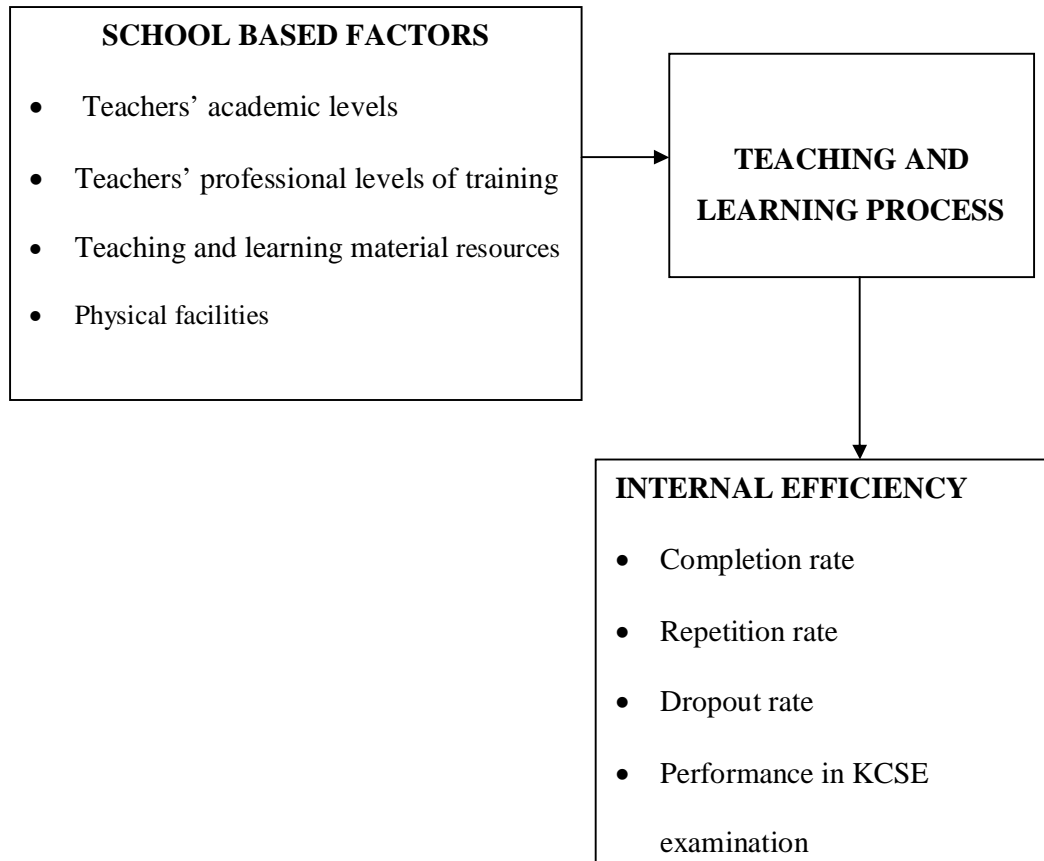 SCHOOL BASED FACTORS
• Teachers’ academic levels
• Teachers’ professional levels of training
• Teaching and learning material resources
• Physical facilities
TEACHING AND
LEARNING PROCESS
INTERNAL EFFICIENCY
• Completion rate
• Repetition rate
• Dropout rate
• Performance in KCSE
examination